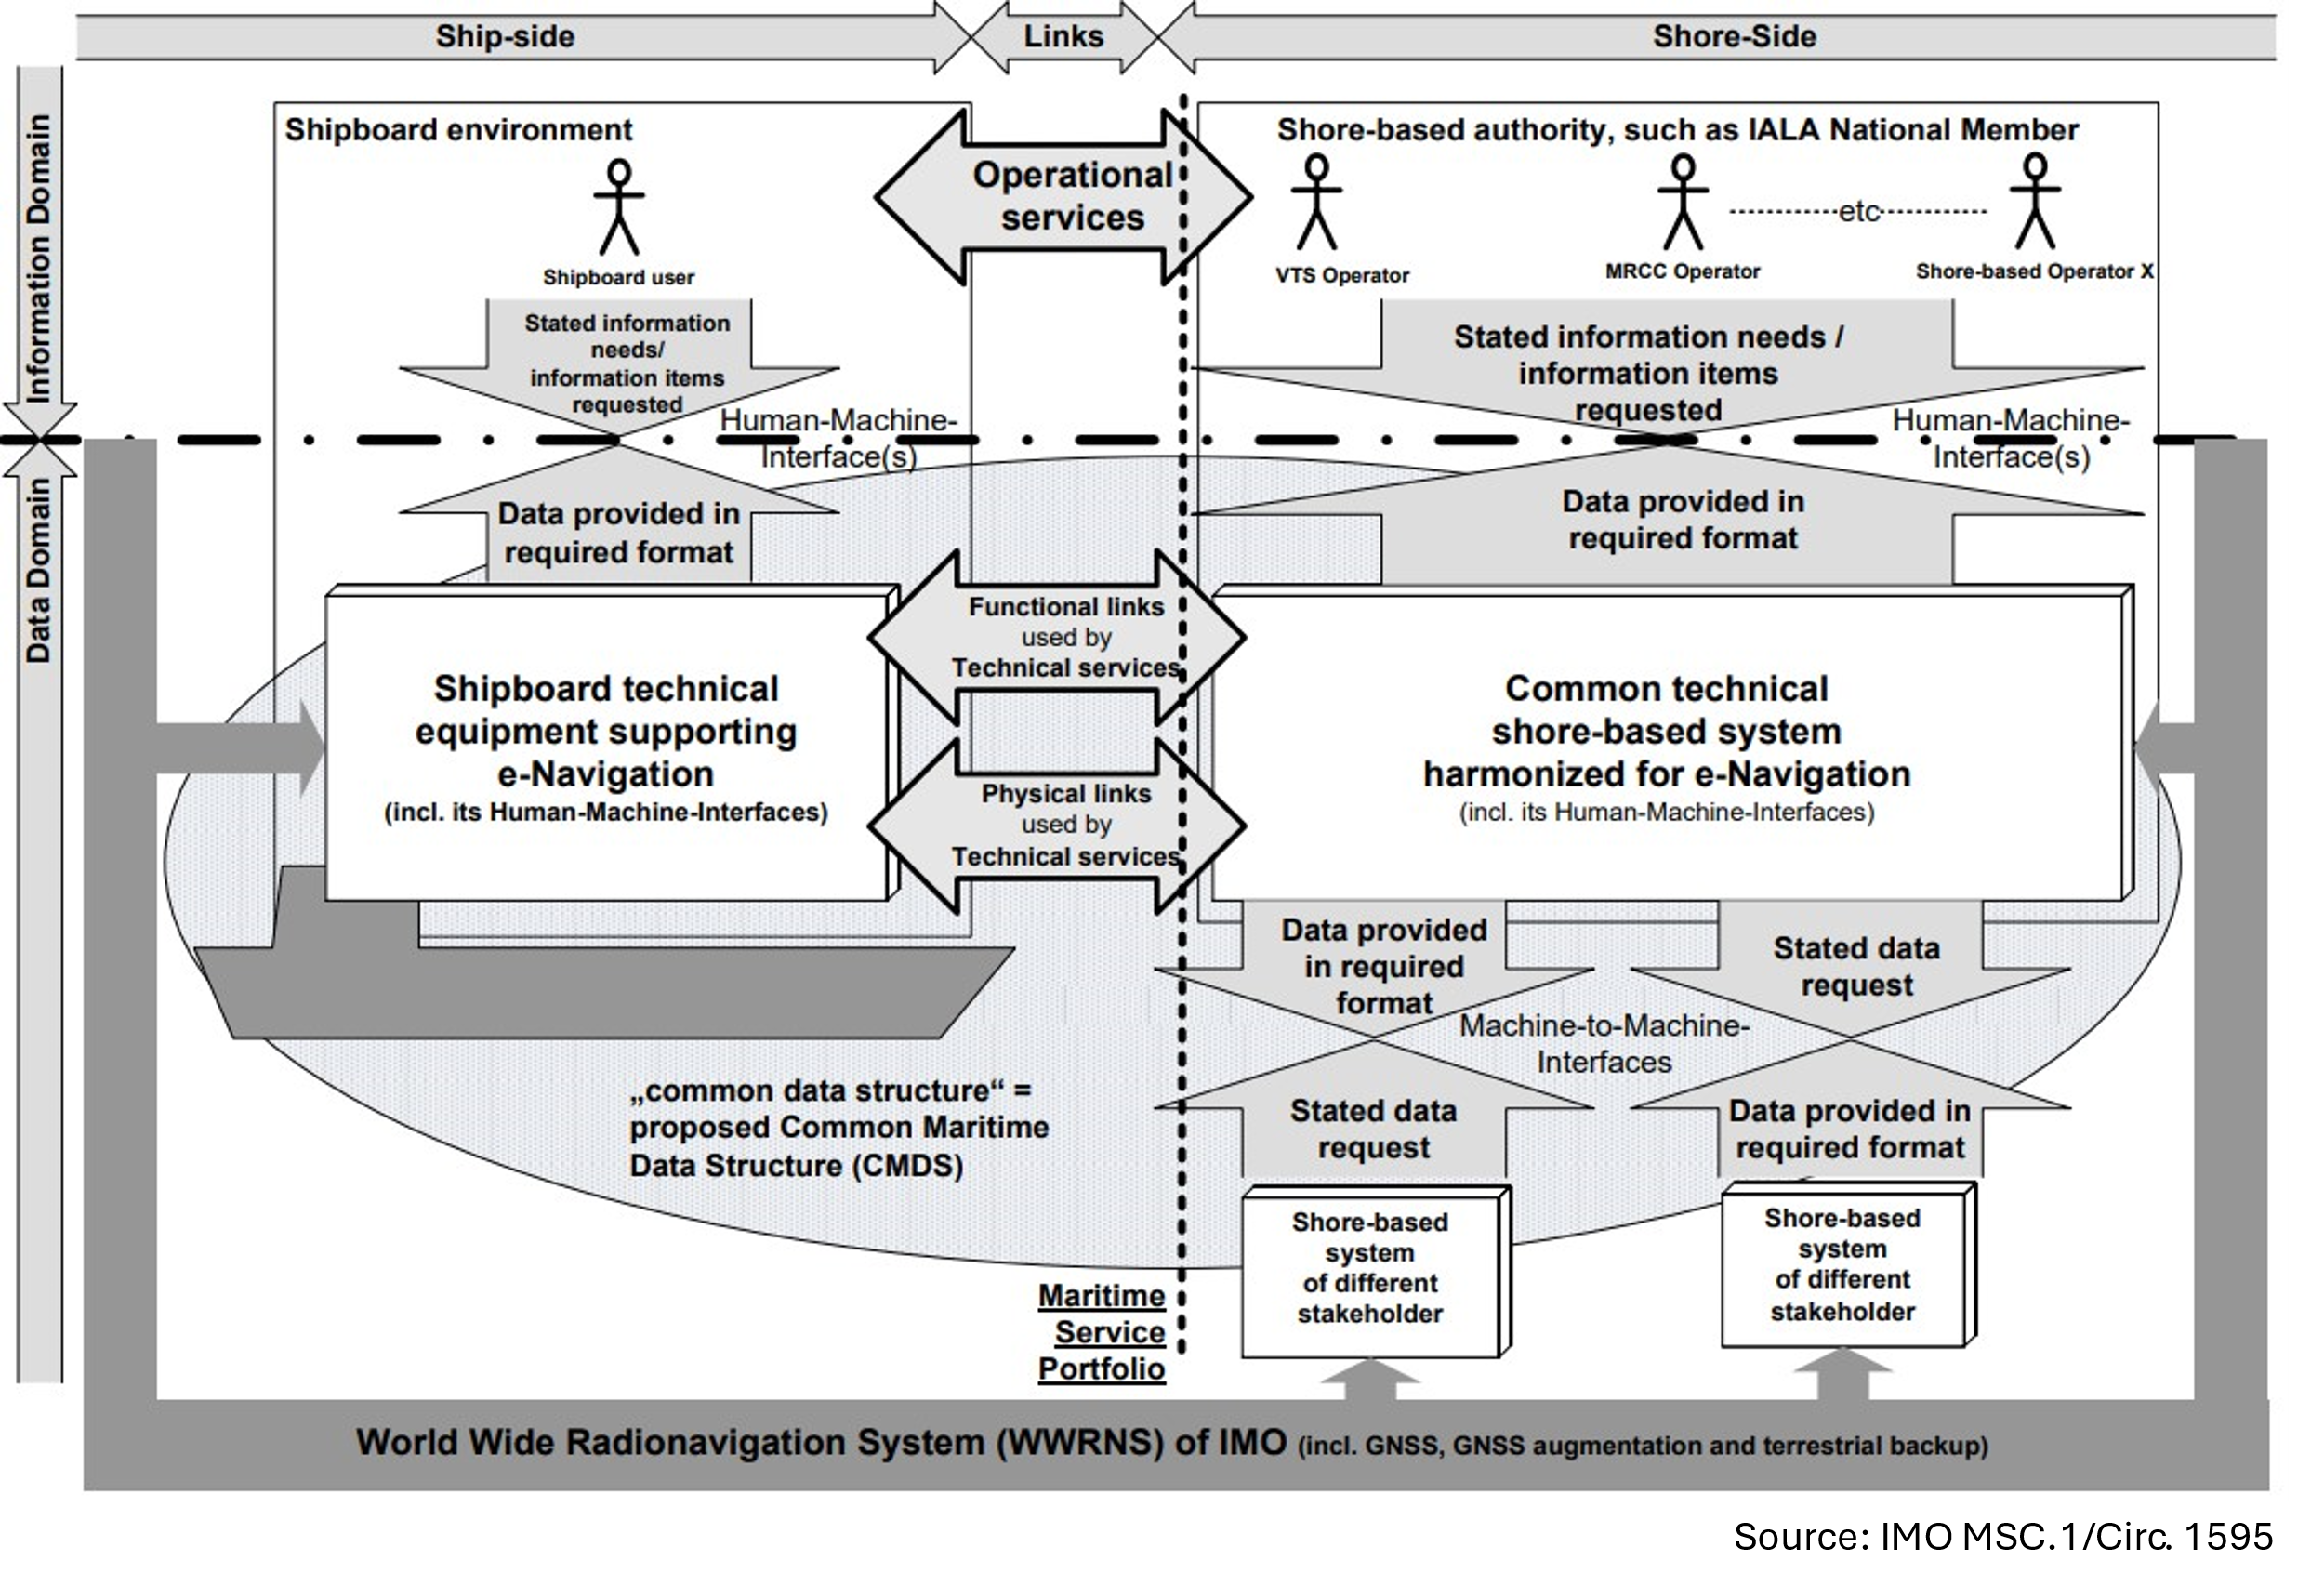 Ship-side
Links
Shore-Side
Information Domain
Data Domain
Shipboard environment
Shipboard user
Operational
services
Shore-based authority, such as IALA National Member
VTS Operator
MRCC Operator
etc
Shore-based Operator X
Stated information
needs/
information items
requested
Human-Machine-
Interface(s)
Stated information needs /
information items
requested
Human-Machine-
Interface(s)
Data provided in
required format
Data provided in
required format
Shipboard technical
equipment supporting
e-Navigation
(incl. its Human-Machine-Interfaces)
Functional links
used by
Technical services
Physical links
used by
Technical services
Common technical
shore-based system
harmonized for e-Navigation
(incl. its Human-Machine-Interfaces)
Data provided
in required
format
Stated data
request
Machine-to-Machine-
Interfaces
Stated data
request
Data provided in
required format
„common data structure“ =
proposed Common Maritime
Data Structure (CMDS)
Shore-based
system
of different
stakeholder
Shore-based
system
of different
stakeholder
Maritime
Service
Portfolio
World Wide Radionavigation System (WWRNS) of IMO (incl. GNSS, GNSS augmentation and terrestrial backup)
Source: IMO MSC.1/Circ. 1595